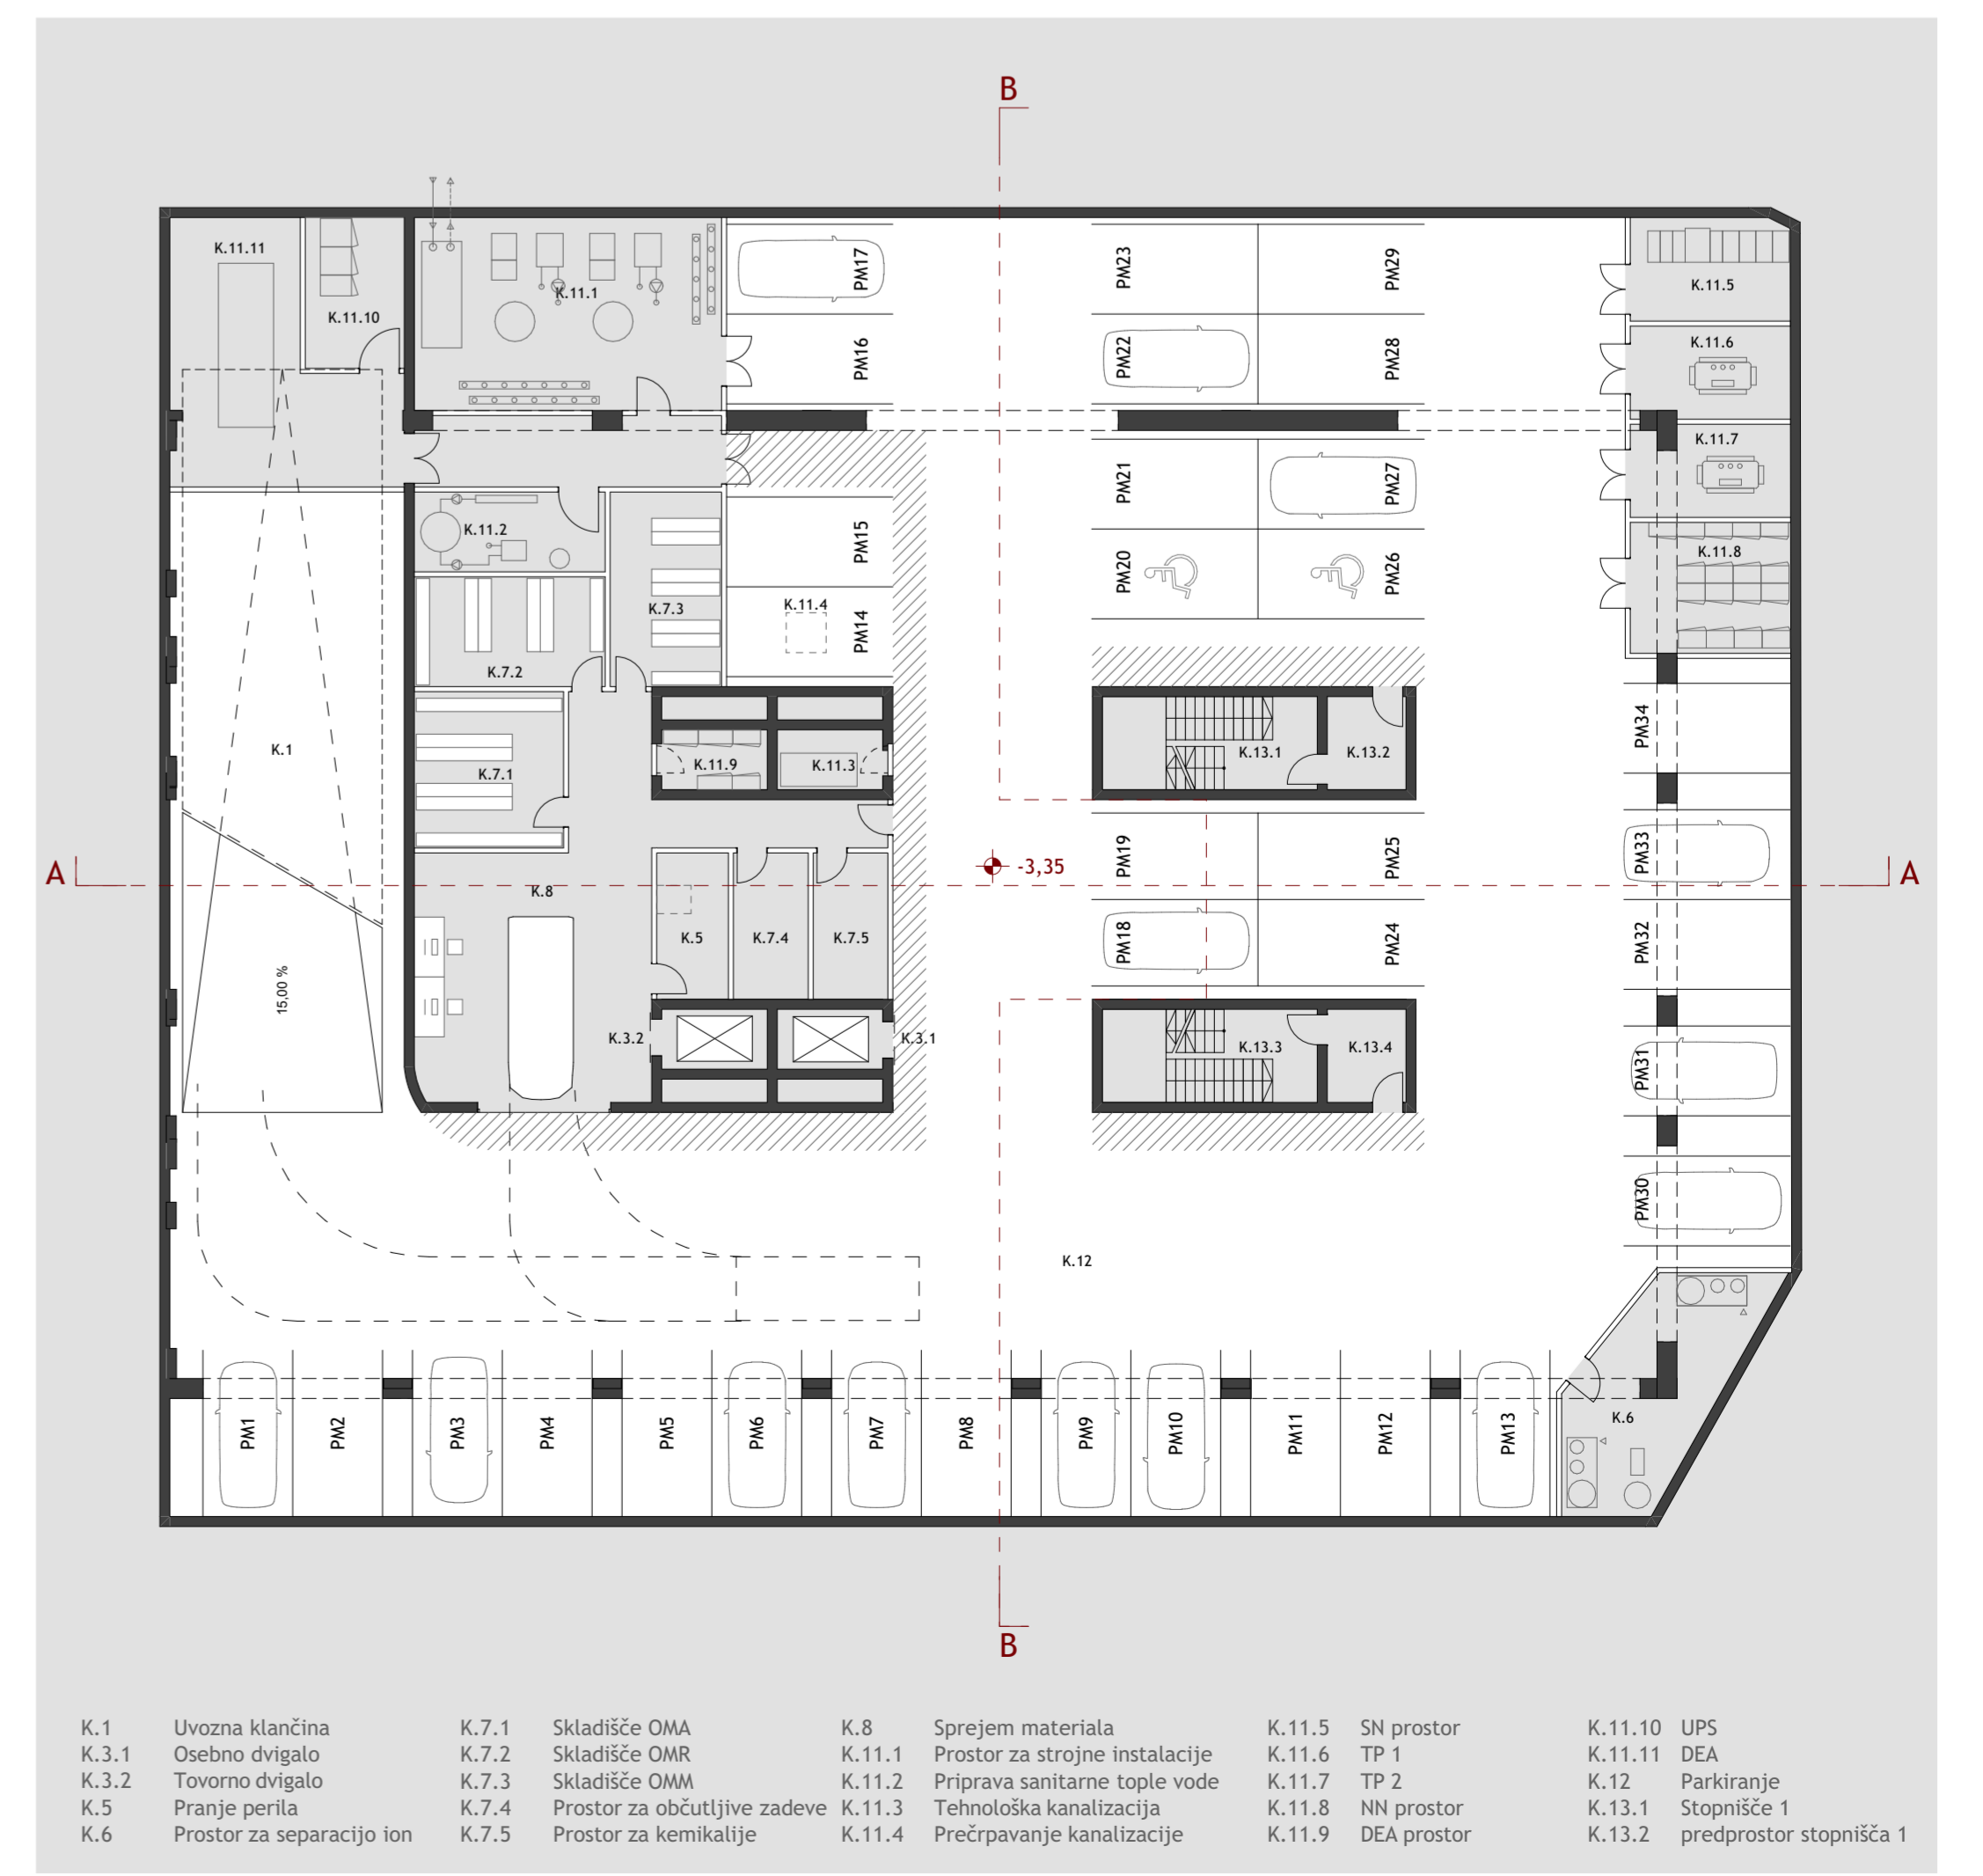 B
K.11.11
K.11.10
K.11.1
PM17
PM23
PM29
K.11.5
PM16
PM22
PM28
K.11.6
K.11.7
K.11.2
PM15
PM21
PM27
K.11.8
K.7.3
K.11.4
PM14
PM20
PM26
K.7.2
K.1
K.7.1
K.11.9
K.11.3
K.13.1
K.13.2
PM34
A
K.8
-3,35
PM19
PM25
PM33
A
15,00 %
K.5
K.7.4
K.7.5
PM18
PM24
PM32
K.3.2
K.3.1
K.13.3
K.13.4
PM31
PM30
K.12
K.6
PM1
PM2
PM3
PM4
PM5
PM6
PM7
PM8
PM9
PM10
PM11
PM12
PM13
B
K.1 Uvozna klančina
K.3.1 Osebno dvigalo
K.3.2 Tovorno dvigalo
K.5 Pranje perila
K.6 Prostor za separacijo ion
K.7.1 Skladišče OMA
K.7.2 Skladišče OMR
K.7.3 Skladišče OMM
K.7.4 Prostor za občutljive zadeve
K.7.5 Prostor za kemikalije
K.8 Sprejem materiala
K.11.1 Prostor za strojne instalacije
K.11.2 Priprava sanitarne tople vode
K.11.3 Tehnološka kanalizacija
K.11.4 Prečrpavanje kanalizacije
K.11.5 SN prostor
K.11.6 TP 1
K.11.7 TP 2
K.11.8 NN prostor
K.11.9 DEA prostor
K.11.10 UPS
K.11.11 DEA
K.12 Parkiranje
K.13.1 Stopnišče 1
K.13.2 predprostor stopnišča 1